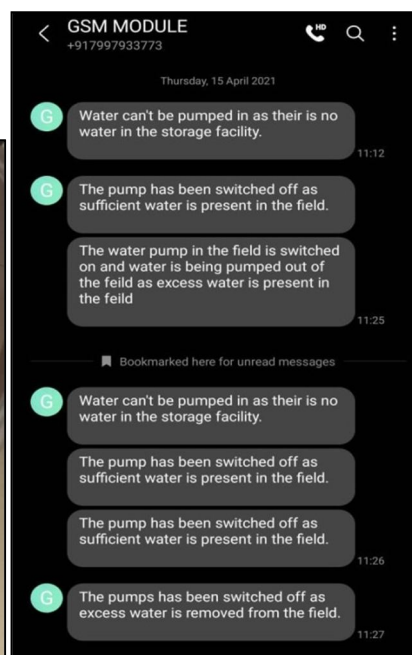 GSM MODULE
+917997933773
HD
Thursday, 15 April 2021
G
Water can't be pumped in as their is no
water in the storage facility.
11:12
G
The pump has been switched off as
sufficient water is present in the field.
The water pump in the field is switched
on and water is being pumped out of
the feild as excess water is present in
the feild
11:25
Bookmarked here for unread messages
G
Water can't be pumped in as their is no
water in the storage facility.
The pump has been switched off as
sufficient water is present in the field.
The pump has been switched off as
sufficient water is present in the field.
11:26
G
The pumps has been switched off as
excess water is removed from the field.
11:27